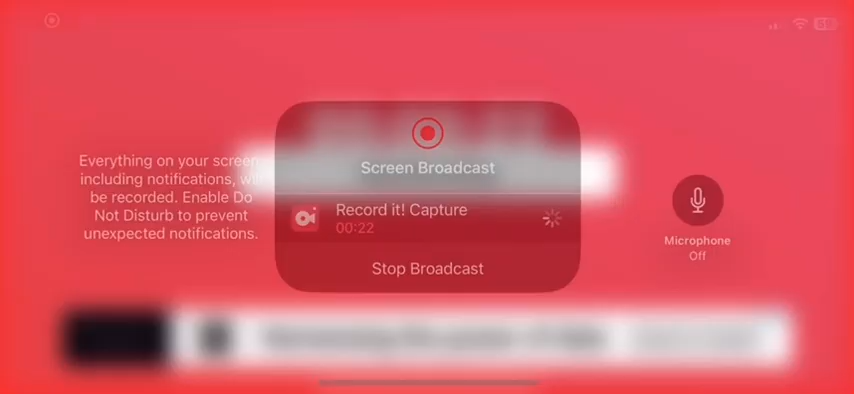 Everything on your screen,
including notifications, will
be recorded. Enable Do
Not Disturb to prevent
unexpected notifications.
Screen Broadcast
Record it! Capture
00:22
Stop Broadcast
Microphone
Off